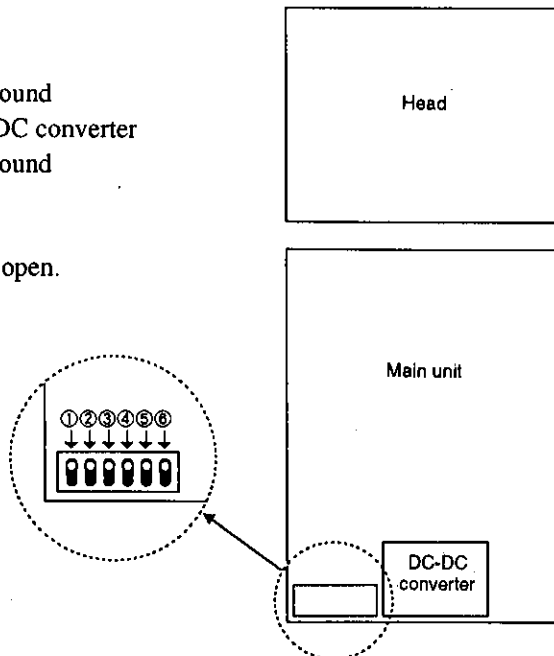 ound
DC converter
ound
open.
Head
Main unit
①②③④⑤⑥
DC-DC
converter